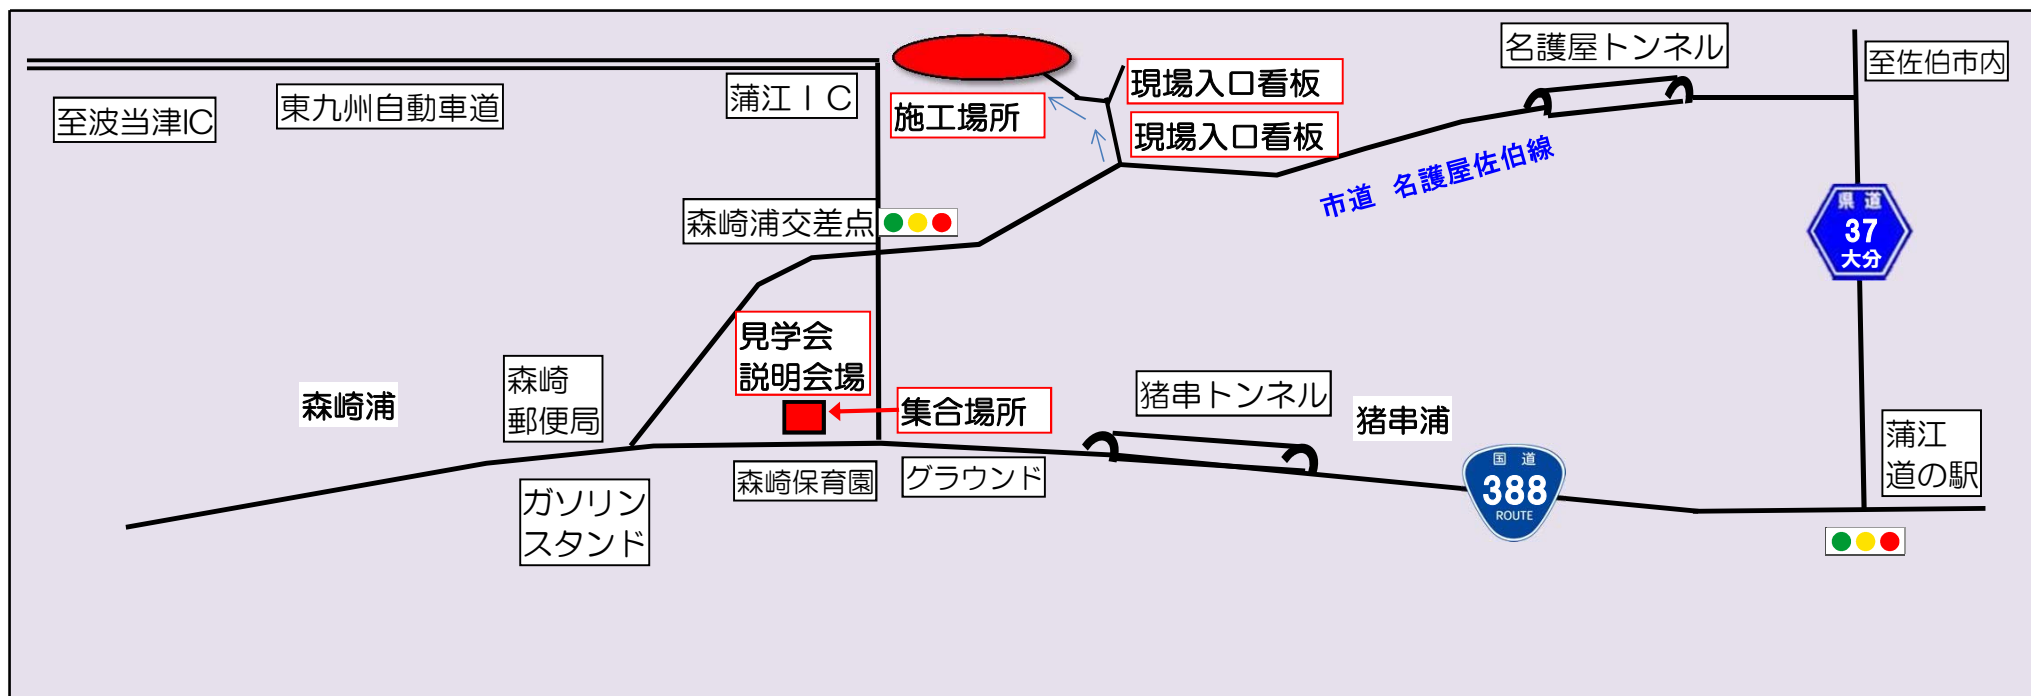 名護屋トンネル
至佐伯市内
現場入口看板
蒲江IC
東九州自動車道
施工場所
至波当津IC
現場入口看板
市道 名護屋佐伯線
森崎浦交差点
県道
37
大分
見学会
説明会場
森崎
郵便局
森崎浦
集合場所
猪串トンネル
猪串浦
蒲江
道の駅
国道
388
ROUTE
森崎保育園
グラウンド
ガソリン
スタンド